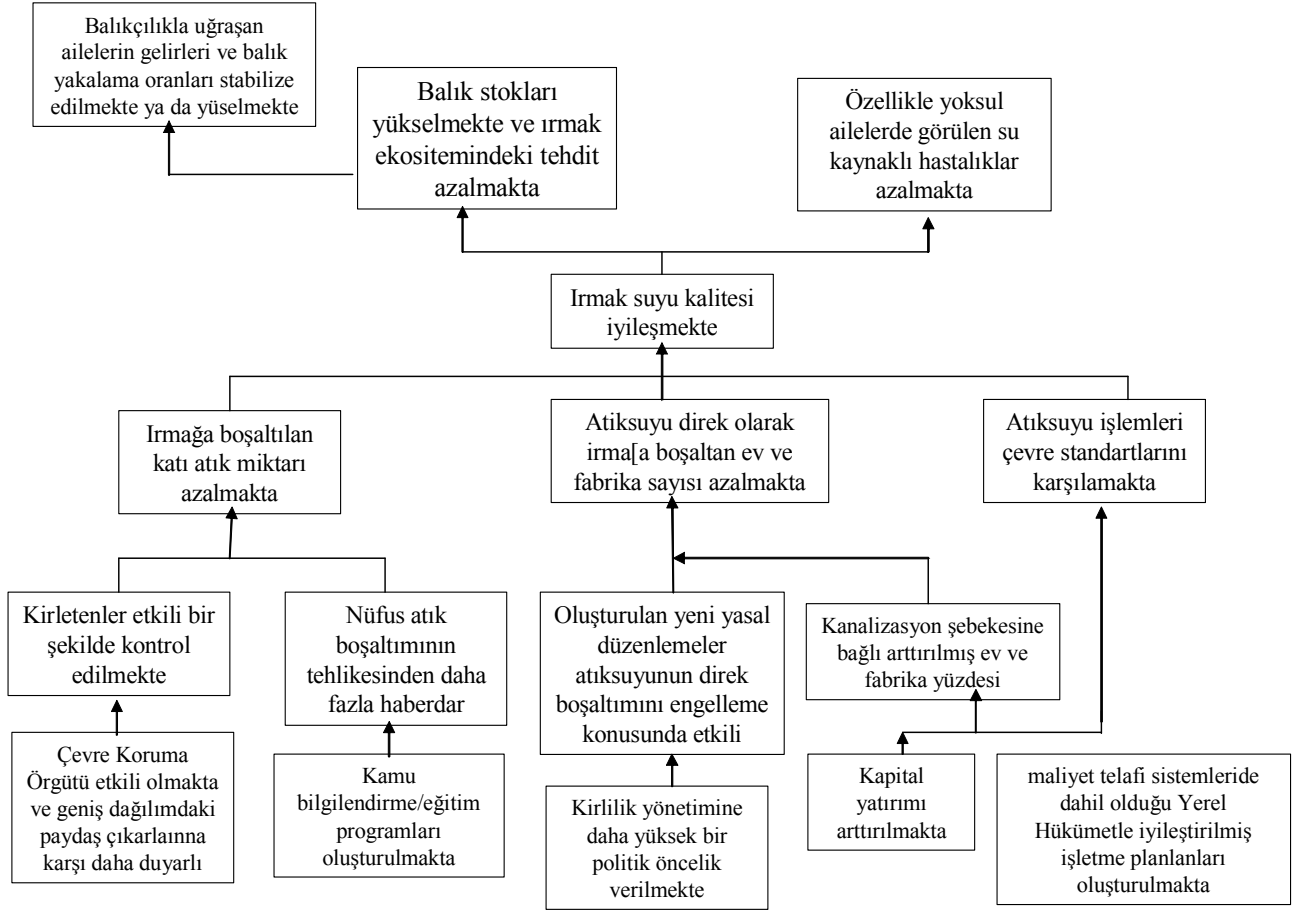 Balıkçılıkla uğraşan
ailelerin gelirleri ve balık
yakalama oranları stabilize
edilmekte ya da yüselmekte
Balık stokları
yükselmekte ve ırmak
ekositemindeki tehdit
azalmakta
Özellikle yoksul
ailelerde görülen su
kaynaklı hastalıklar
azalmakta
Irmak suyu kalitesi
iyileşmekte
Irmağa boşaltılan
katı atık miktarı
azalmakta
Atiksuyu direk olarak
irma[a boşaltan ev ve
fabrika sayısı azalmakta
Atıksuyu işlemleri
çevre standartlarını
karşılamakta
Kirletenler etkili bir
şekilde kontrol
edilmekte
Nüfus atık
boşaltımının
tehlikesinden daha
fazla haberdar
Oluşturulan yeni yasal
düzenlemeler
atıksuyunun direk
boşaltımını engelleme
konusunda etkili
Kanalizasyon şebekesine
bağlı arttırılmış ev ve
fabrika yüzdesi
Çevre Koruma
Örgütü etkili olmakta
ve geniş dağılımdaki
paydaş çıkarlaınna
karşı daha duyarlı
Kamu
bilgilendirme/eğitim
programları
oluşturulmakta
Kirlilik yönetimine
daha yüksek bir
politik öncelik
verilmekte
Kapital
yatırımı
arttırılmakta
maliyet telafi sistemleride
dahil olduğu Yerel
Hükümetle iyileştirilmiş
işletme planlanları
oluşturulmakta